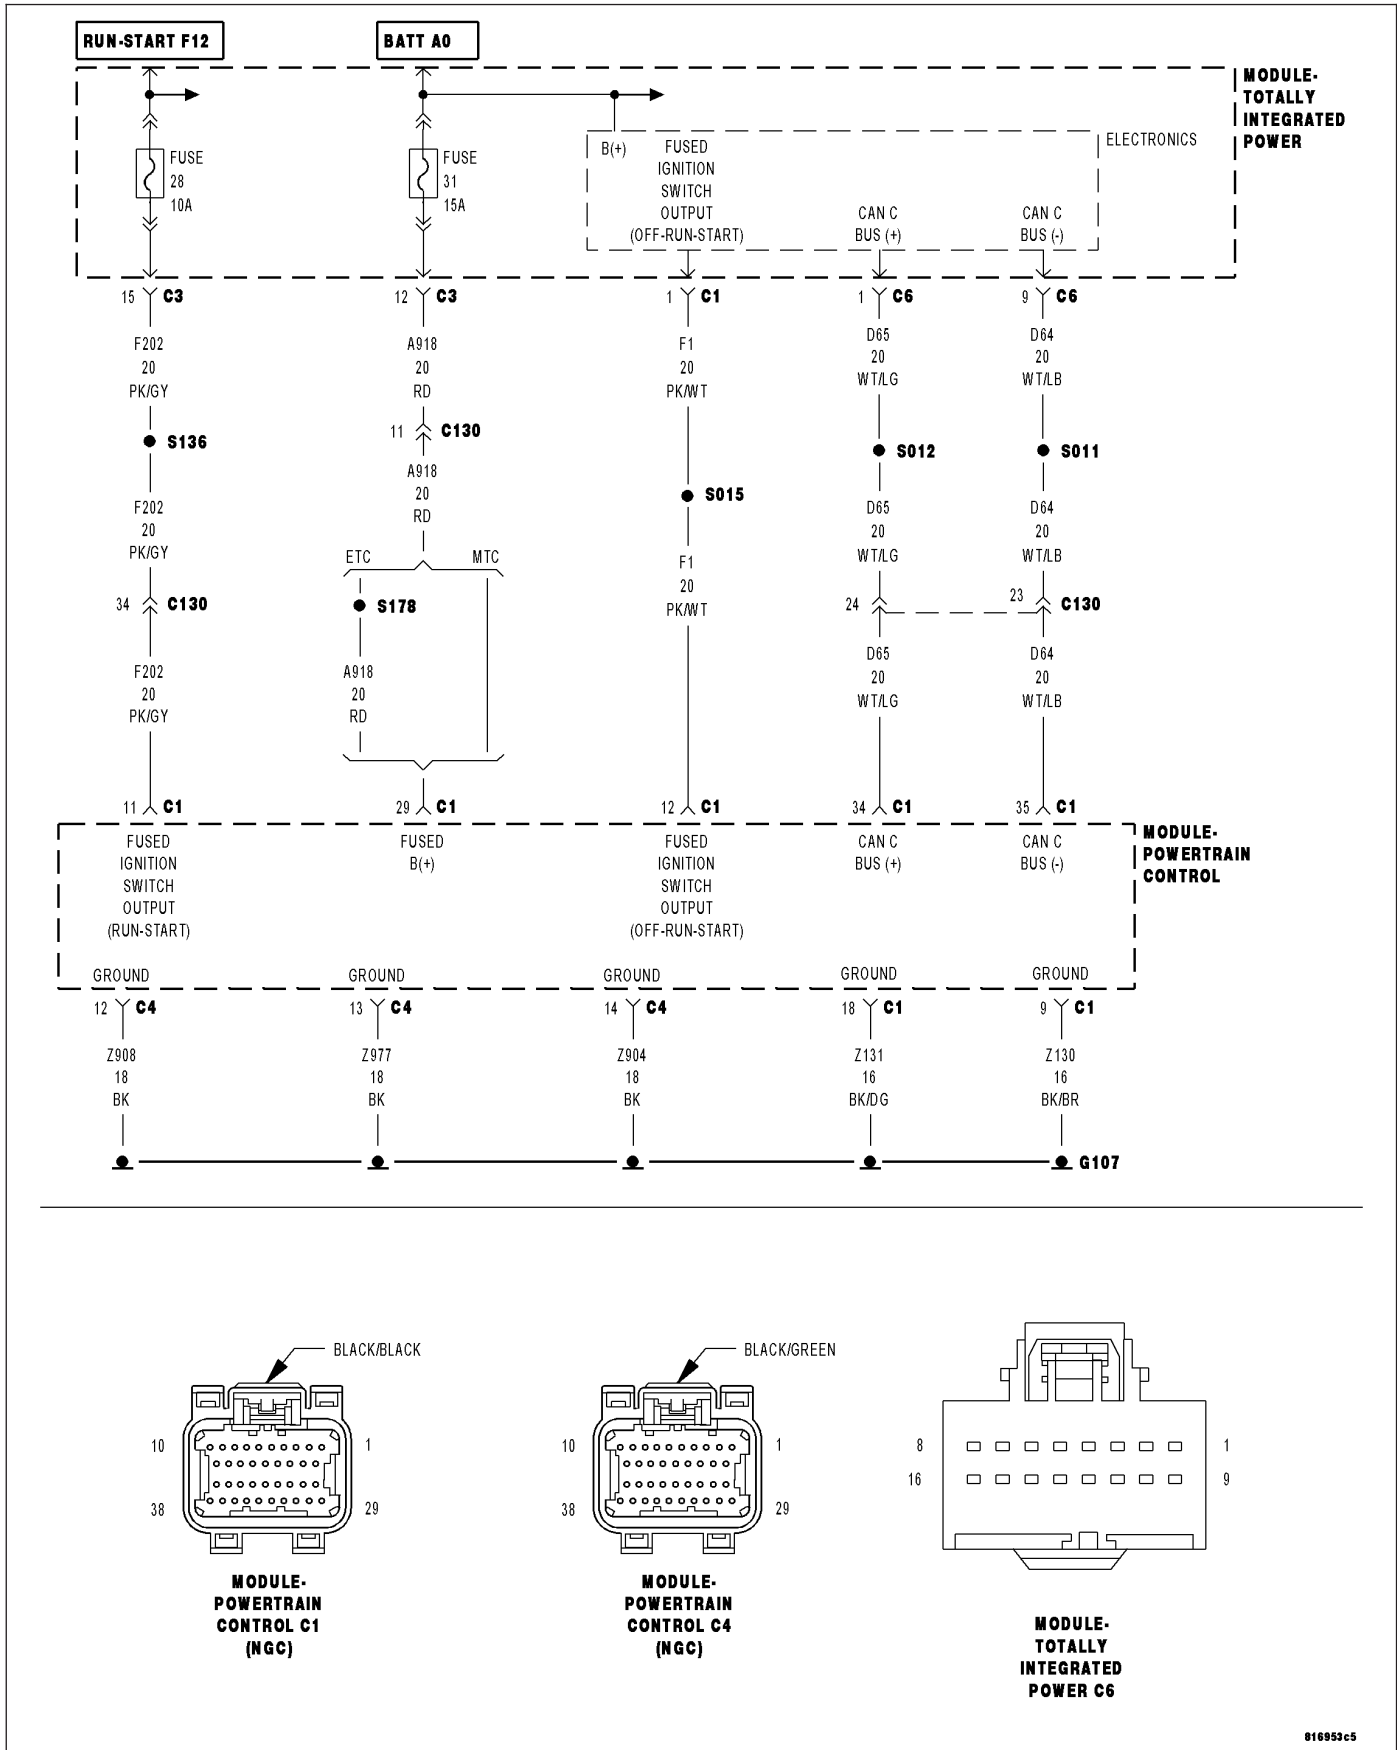 RUN-START F12
BATT A0
MODULE-
TOTALLY
INTEGRATED
POWER
ELECTRONICS
FUSE
28
10A
FUSE
31
15A
B(+)
FUSED
IGNITION
SWITCH
OUTPUT
(OFF-RUN-START)
CAN C
BUS (+)
CAN C
BUS (-)
15 C3
12 C3
1 C1
1 C6
9 C6
F202
20
PK/GY
A918
20
RD
F1
20
PK/WT
D65
20
WT/LG
D64
20
WT/LB
S136
11 C130
S012
S011
S015
F202
20
PK/GY
A918
20
RD
D65
20
WT/LG
D64
20
WT/LB
ETC
MTC
F1
20
PK/WT
34 C130
S178
24
23 C130
F202
20
PK/GY
A918
20
RD
D65
20
WT/LG
D64
20
WT/LB
11 C1
29 C1
12 C1
34 C1
35 C1
MODULE-
POWERTRAIN
CONTROL
FUSED
IGNITION
SWITCH
OUTPUT
(RUN-START)
FUSED
B(+)
FUSED
IGNITION
SWITCH
OUTPUT
(OFF-RUN-START)
CAN C
BUS (+)
CAN C
BUS (-)
GROUND
GROUND
GROUND
GROUND
GROUND
12 C4
13 C4
14 C4
18 C1
9 C1
Z908
18
BK
Z977
18
BK
Z904
18
BK
Z131
16
BK/DG
Z130
16
BK/BR
G107
BLACK/BLACK
10
1
38
29
MODULE-
POWERTRAIN
CONTROL C1
(NGC)
BLACK/GREEN
10
1
38
29
MODULE-
POWERTRAIN
CONTROL C4
(NGC)
8
1
16
9
MODULE-
TOTALLY
INTEGRATED
POWER C6
816953c5